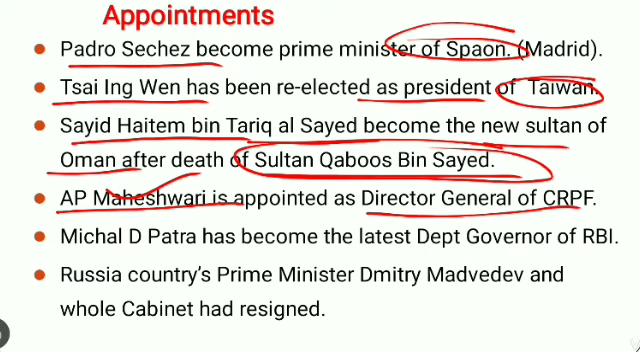 Appointments
Padro Sechez become prime minister of Spaon. (Madrid).
Tsai Ing Wen has been re-elected as president of Taiwan.
Sayid Haitem bin Tariq al Sayed become the new sultan of
Oman after death of Sultan Qaboos Bin Sayed.
AP Maheshwari is appointed as Director General of CRPF.
Michal D Patra has become the latest Dept Governor of RBI.
Russia country's Prime Minister Dmitry Madvedev and
whole Cabinet had resigned.